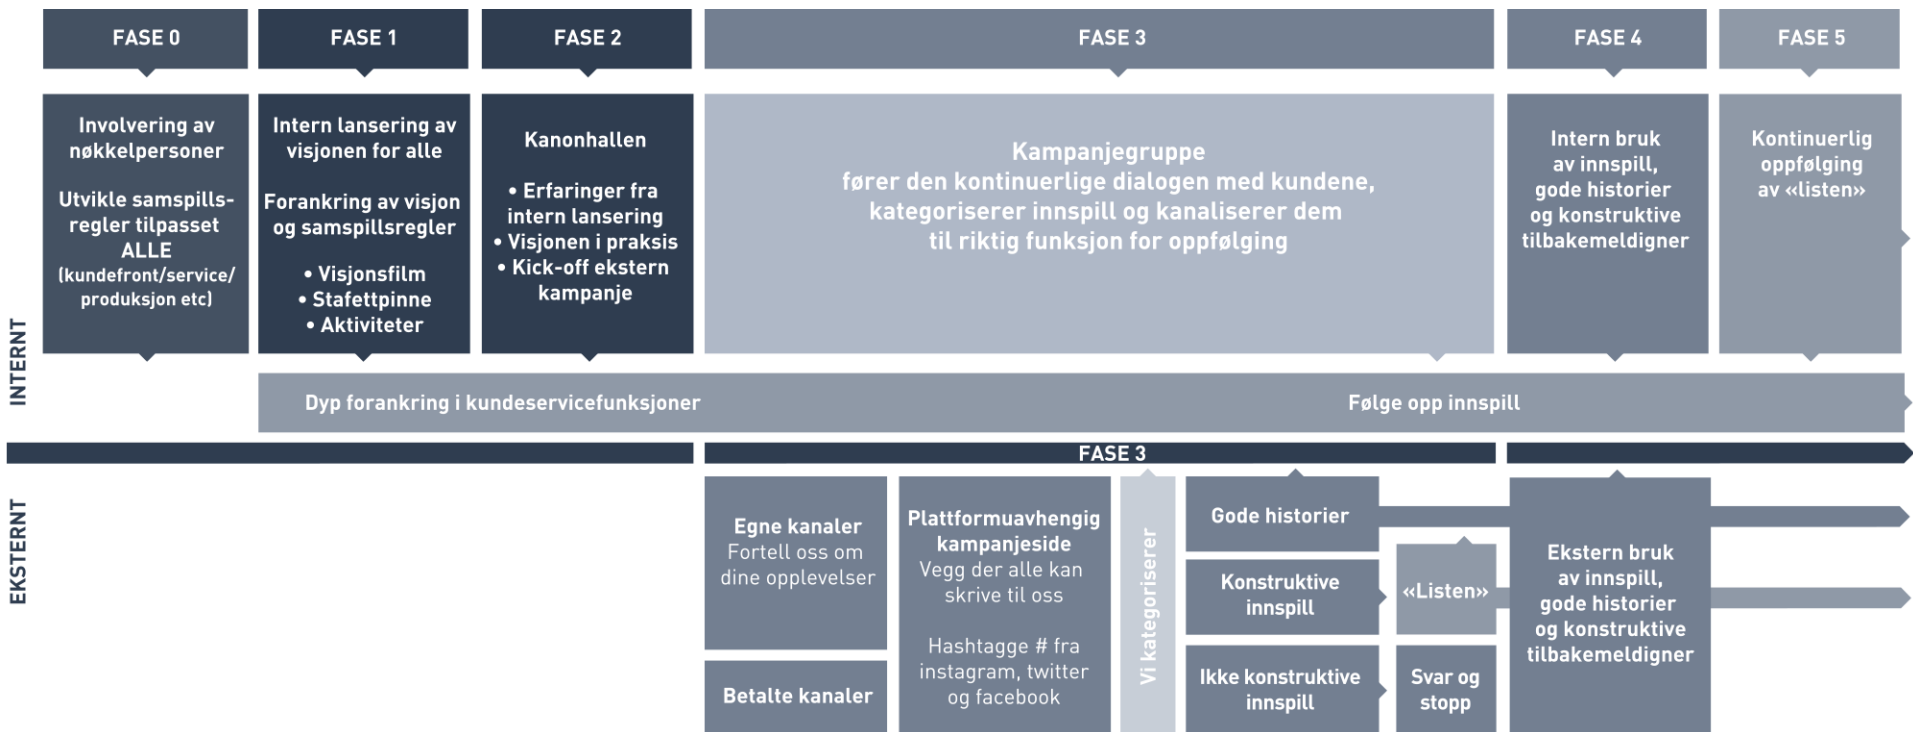 FASE 0
FASE 1
FASE 2
FASE 3
FASE 4
FASE 5
Involvering av
nøkkelpersoner
Utvikle samspills-
regler tilpasset
ALLE
(kundefront/service/
produksjon etc)
Intern lansering av
visjonen for alle
Forankring av visjon
og samspillsregler
• Visjonsfilm
• Stafettpinne
• Aktiviteter
Kanonhallen
• Erfaringer fra
intern lansering
• Visjonen i praksis
• Kick-off ekstern
kampanje
Kampanjegruppe
fører den kontinuerlige dialogen med kundene,
kategoriserer innspill og kanaliserer dem
til riktig funksjon for oppfølging
Intern bruk
av innspill,
gode historier
og konstruktive
tilbakemeldigner
Kontinuerlig
oppfølging
av «listen»
INTERNT
Dyp forankring i kundeservicefunksjoner
Følge opp innspill
FASE 3
EKSTERNT
Egne kanaler
Fortell oss om
dine opplevelser
Betalte kanaler
Plattformuavhengig
kampanjeside
Vegg der alle kan
skrive til oss
Hashtagge # fra
instagram, twitter
og facebook
Vi kategoriserer
Gode historier
Konstruktive
innspill
«Listen»
Ikke konstruktive
innspill
Svar og
stopp
Ekstern bruk
av innspill,
gode historier
og konstruktive
tilbakemeldigner